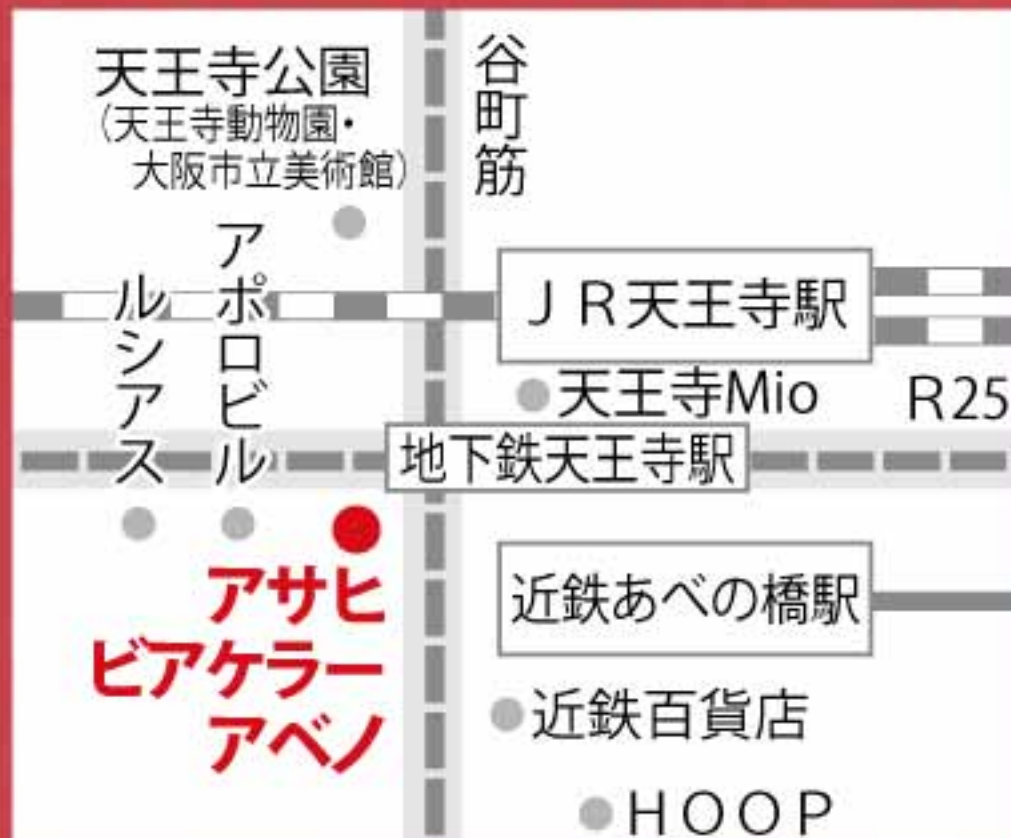 天王寺公園
(天王寺動物園・
大阪市立美術館)
谷町筋
アポロビル
ルシアス
JR天王寺駅
天王寺Mio
R25
地下鉄天王寺駅
アサヒ
ビアケラー
アベノ
近鉄あべの橋駅
近鉄百貨店
HOOP